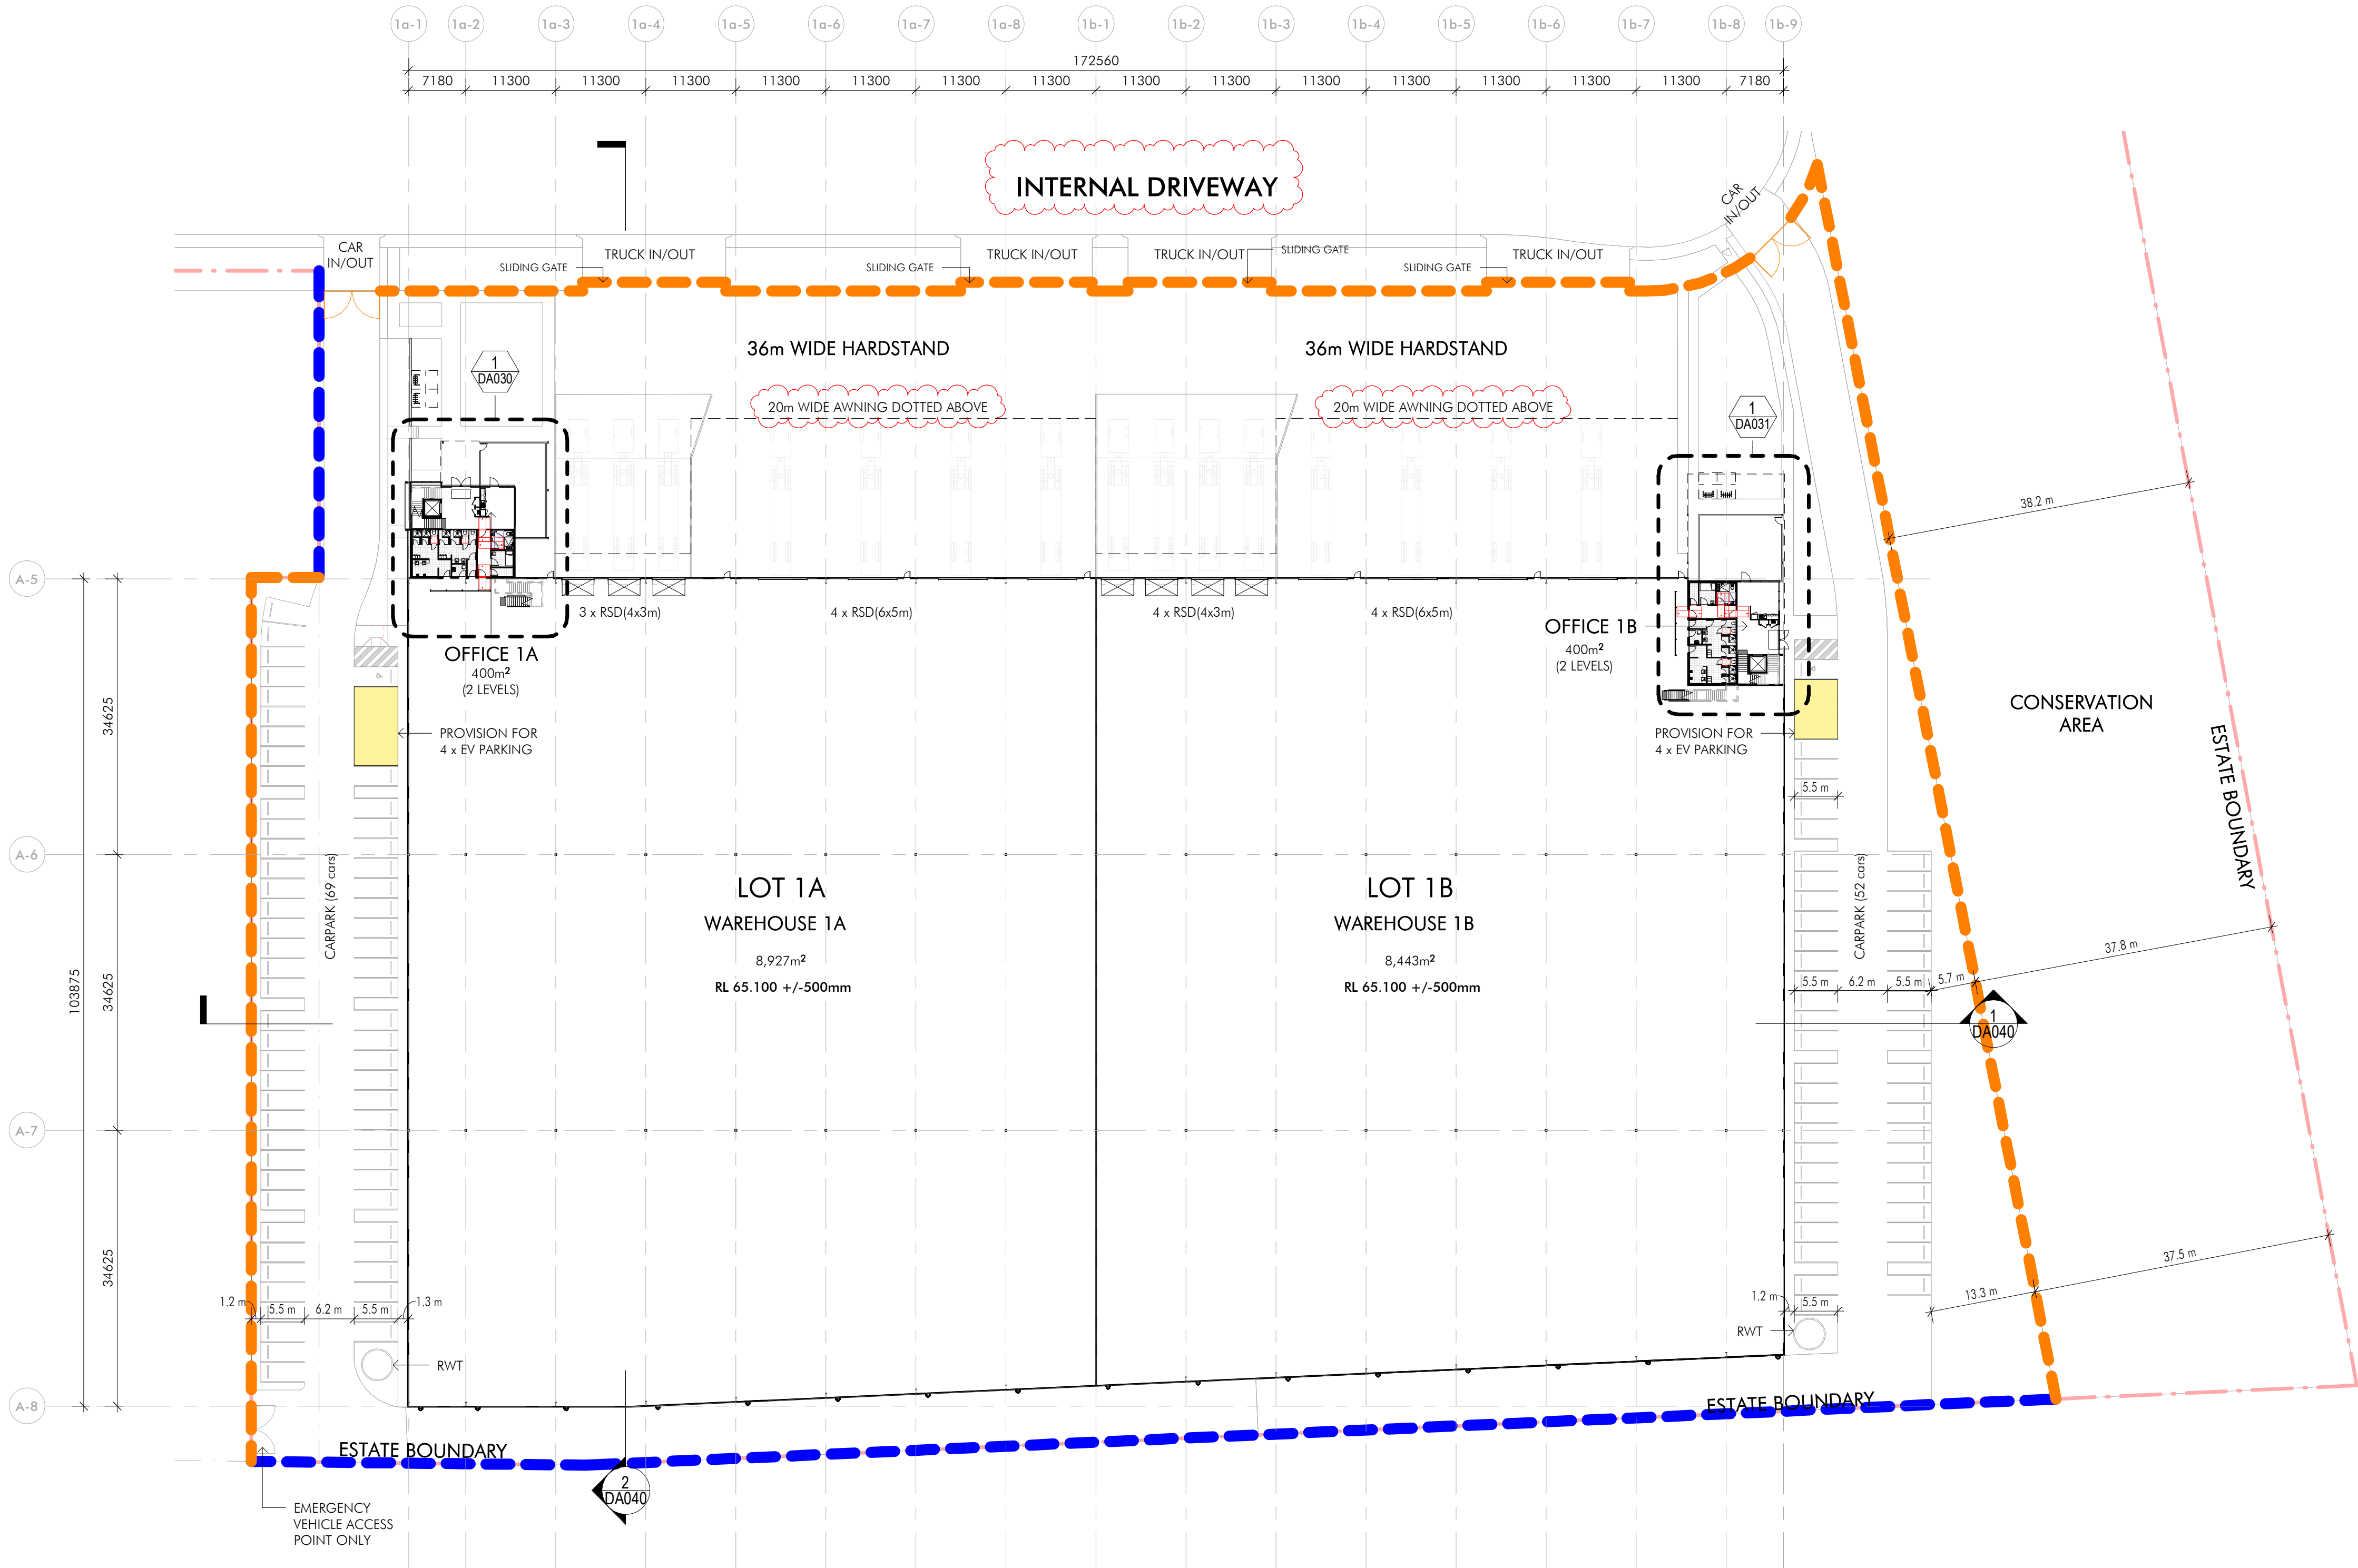 1a-1 1a-2 1a-3 1a-4 1a-5 1a-6 1a-7 1a-8 1b-1 1b-2 1b-3 1b-4 1b-5 1b-6 1b-7 1b-8 1b-9
172560
7180 11300 11300 11300 11300 11300 11300 11300 11300 11300 11300 11300 11300 11300 11300 7180
INTERNAL DRIVEWAY
CAR
IN/OUT
CAR
IN/OUT
TRUCK IN/OUT
TRUCK IN/OUT
TRUCK IN/OUT
TRUCK IN/OUT
SLIDING GATE
SLIDING GATE
SLIDING GATE
SLIDING GATE
36m WIDE HARDSTAND
36m WIDE HARDSTAND
1
DA030
20m WIDE AWNING DOTTED ABOVE
20m WIDE AWNING DOTTED ABOVE
1
DA031
38.2 m
A-5
3 x RSD(4x3m)
4 x RSD(6x5m)
4 x RSD(4x3m)
4 x RSD(6x5m)
OFFICE 1A
400m²
(2 LEVELS)
OFFICE 1B
400m²
(2 LEVELS)
34625
PROVISION FOR
4 x EV PARKING
PROVISION FOR
4 x EV PARKING
CONSERVATION
AREA
ESTATE BOUNDARY
5.5 m
A-6
CARPARK (69 cars)
LOT 1A
WAREHOUSE 1A
8,927m²
RL 65.100 +/-500mm
LOT 1B
WAREHOUSE 1B
8,443m²
RL 65.100 +/-500mm
CARPARK (52 cars)
37.8 m
5.5 m 6.2 m 5.5 m 5.7 m
103875
34625
1
DA040
A-7
34625
37.5 m
13.3 m
1.2 m 5.5 m 6.2 m 5.5 m 1.3 m
1.2 m 5.5 m
RWT
RWT
A-8
ESTATE BOUNDARY
ESTATE BOUNDARY
2
DA040
EMERGENCY
VEHICLE ACCESS
POINT ONLY